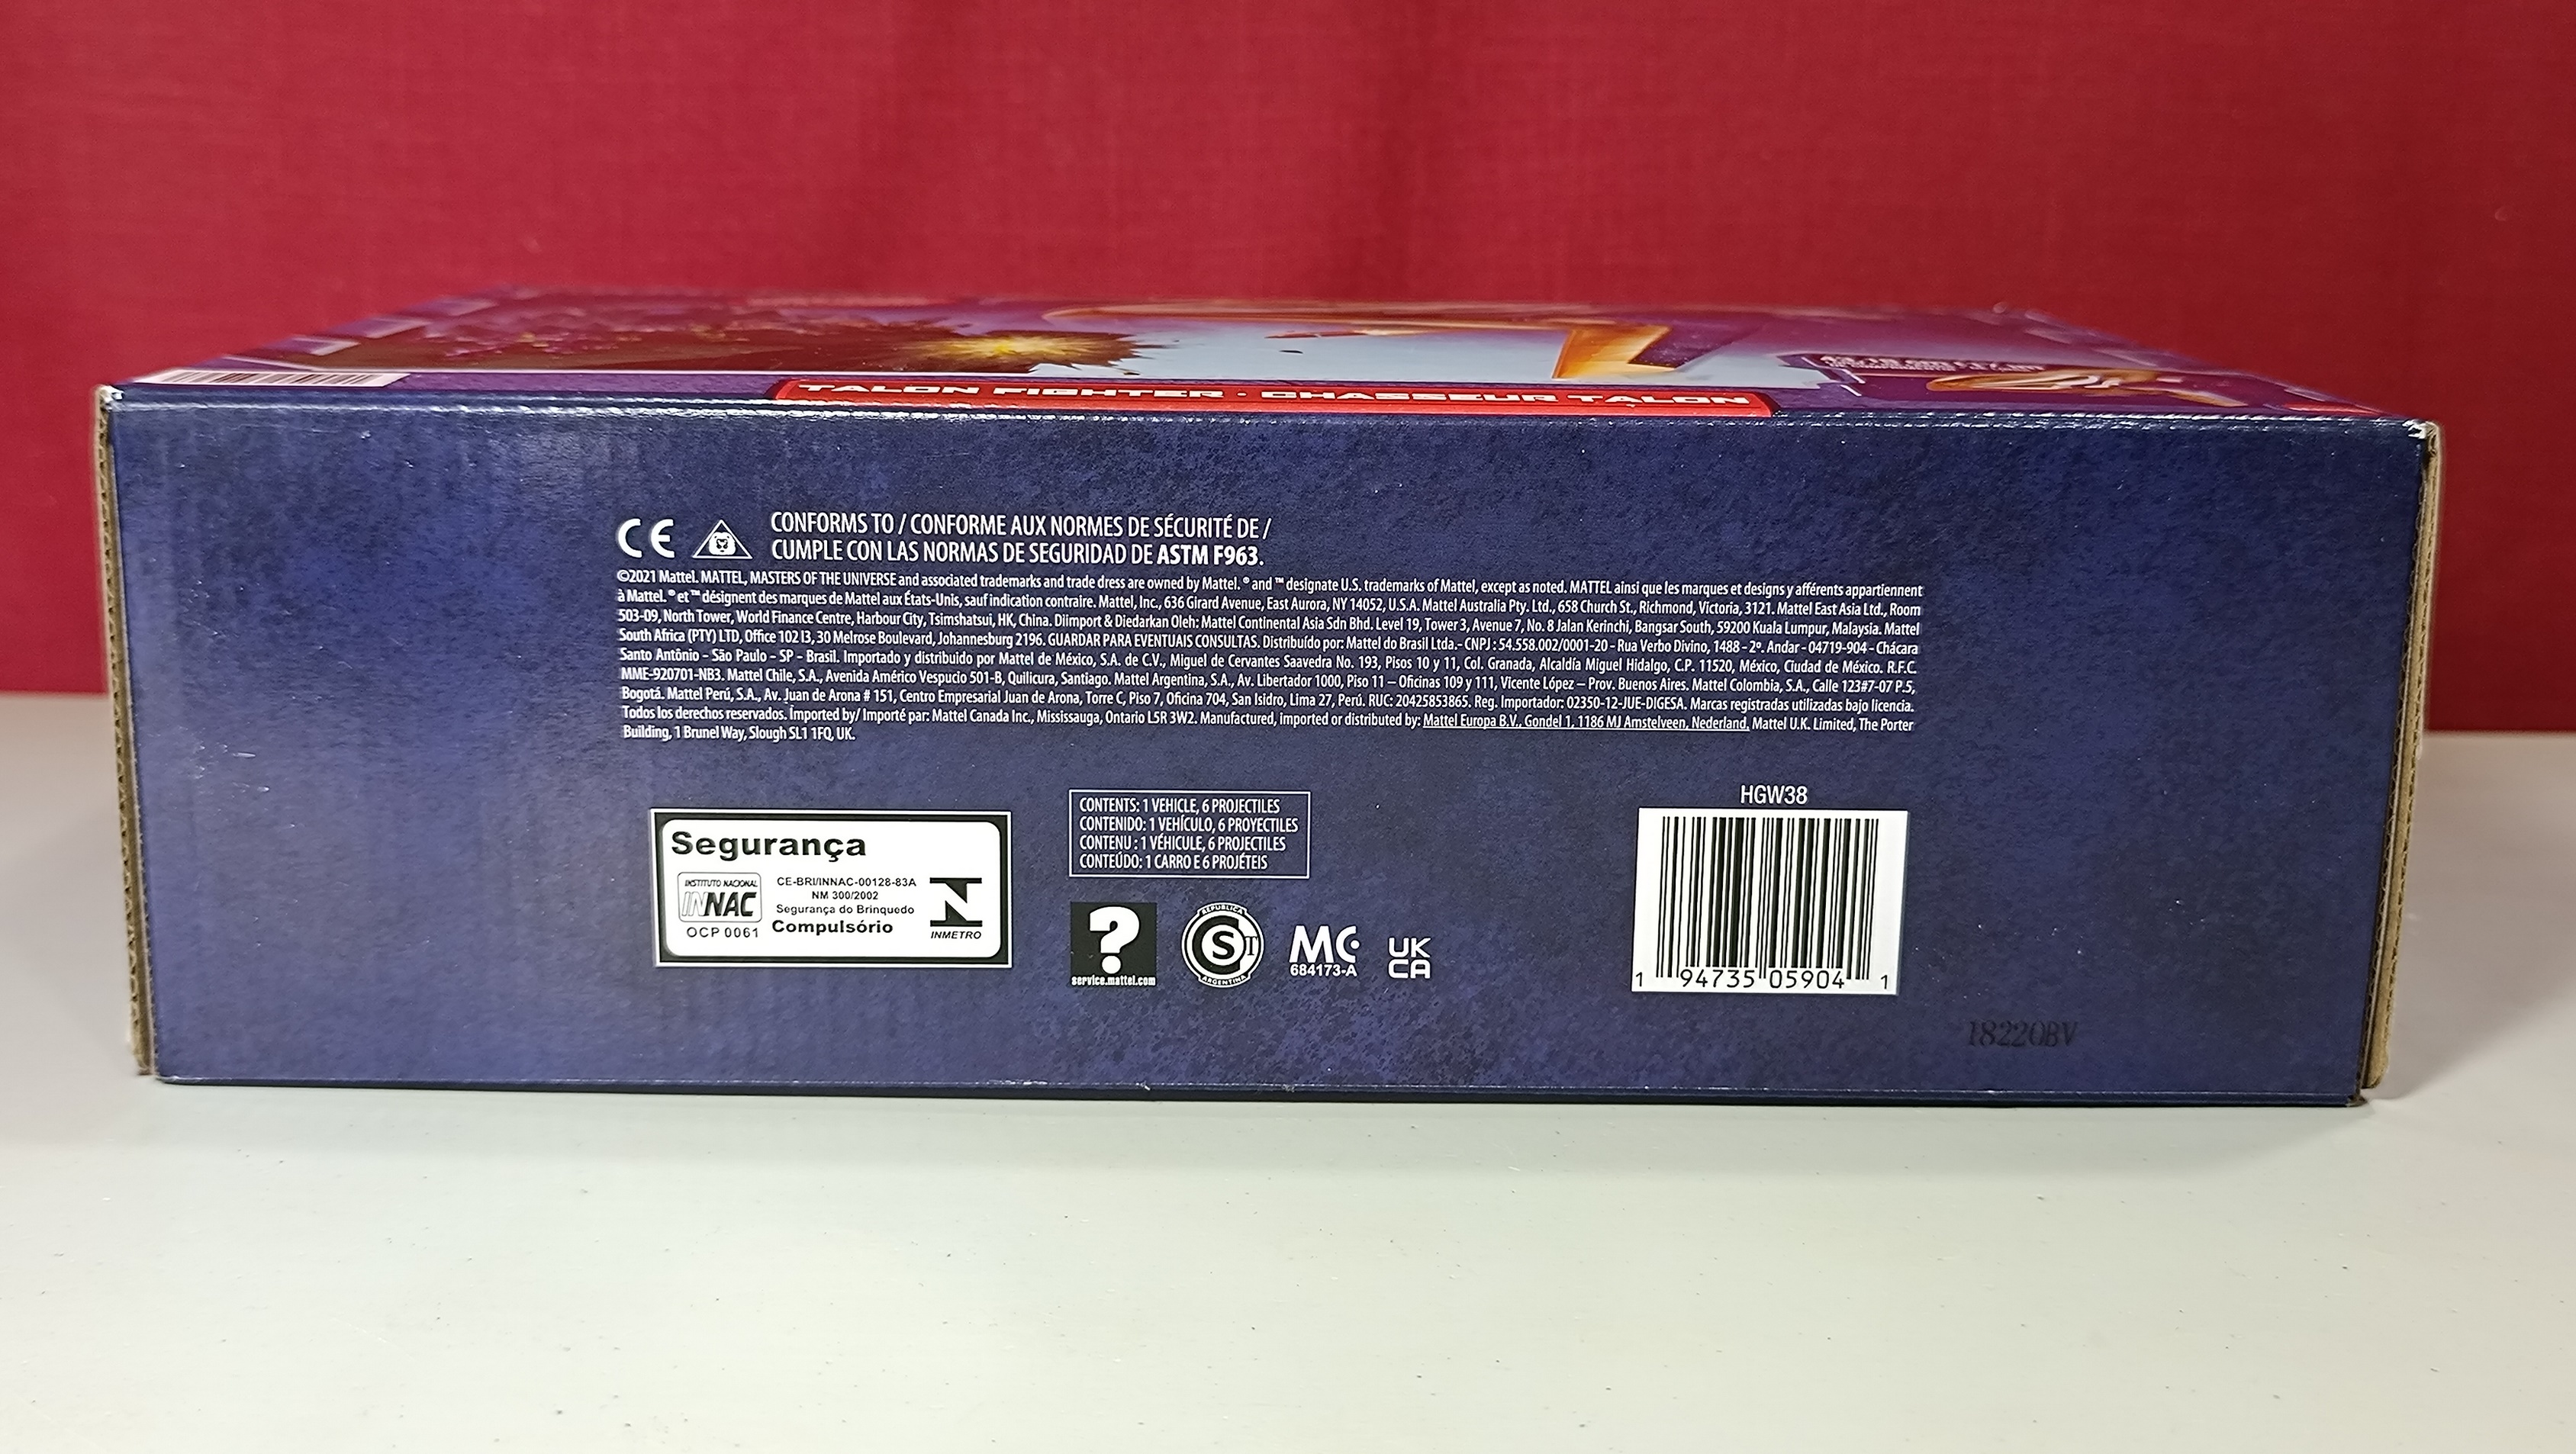 TALON FIGHTER · CHASSEUR TALON
CE
CONFORMS TO / CONFORME AUX NORMES DE SÉCURITÉ DE /
CUMPLE CON LAS NORMAS DE SEGURIDAD DE ASTM F963.
©2021 Mattel. MATTEL, MASTERS OF THE UNIVERSE and associated trademarks and trade dress are owned by Mattel. ® and ™ designate U.S. trademarks of Mattel, except as noted. MATTEL ainsi que les marques et designs y afférents appartiennent
à Mattel. ® et ™ désignent des marques de Mattel aux États-Unis, sauf indication contraire. Mattel, Inc., 636 Girard Avenue, East Aurora, NY 14052, U.S.A. Mattel Australia Pty. Ltd., 658 Church St., Richmond, Victoria, 3121. Mattel East Asia Ltd., Room
503-09, North Tower, World Finance Centre, Harbour City, Tsimshatsui, HK, China. Diimport & Diedarkan Oleh: Mattel Continental Asia Sdn Bhd. Level 19, Tower 3, Avenue 7, No. 8 Jalan Kerinchi, Bangsar South, 59200 Kuala Lumpur, Malaysia. Mattel
South Africa (PTY) LTD, Office 102 I3, 30 Melrose Boulevard, Johannesburg 2196. GUARDAR PARA EVENTUAIS CONSULTAS. Distribuído por: Mattel do Brasil Ltda.- CNPJ : 54.558.002/0001-20 - Rua Verbo Divino, 1488 - 2º. Andar - 04719-904 - Chácara
Santo Antônio - São Paulo - SP - Brasil. Importado y distribuido por Mattel de México, S.A. de C.V., Miguel de Cervantes Saavedra No. 193, Pisos 10 y 11, Col. Granada, Alcaldía Miguel Hidalgo, C.P. 11520, México, Ciudad de México. R.F.C.
MME-920701-NB3. Mattel Chile, S.A., Avenida Américo Vespucio 501-B, Quilicura, Santiago. Mattel Argentina, S.A., Av. Libertador 1000, Piso 11 – Oficinas 109 y 111, Vicente López – Prov. Buenos Aires. Mattel Colombia, S.A., Calle 123#7-07 P.5,
Bogotá. Mattel Perú, S.A., Av. Juan de Arona # 151, Centro Empresarial Juan de Arona, Torre C, Piso 7, Oficina 704, San Isidro, Lima 27, Perú. RUC: 20425853865. Reg. Importador: 02350-12-JUE-DIGESA. Marcas registradas utilizadas bajo licencia.
Todos los derechos reservados. Imported by/ Importé par: Mattel Canada Inc., Mississauga, Ontario L5R 3W2. Manufactured, imported or distributed by: Mattel Europa B.V., Gondel 1, 1186 MJ Amstelveen, Nederland. Mattel U.K. Limited, The Porter
Building, 1 Brunel Way, Slough SL1 1FQ, UK.
Segurança
INSTITUTO NACIONAL
INNAC
OCP 0061
CE-BRI/INNAC-00128-83A
NM 300/2002
Segurança do Brinquedo
Compulsório
INMETRO
CONTENTS: 1 VEHICLE, 6 PROJECTILES
CONTENIDO: 1 VEHÍCULO, 6 PROYECTILES
CONTENU : 1 VÉHICULE, 6 PROJECTILES
CONTEÚDO: 1 CARRO E 6 PROJÉTEIS
?
service.mattel.com
REPUBLICA
S
ARGENTINA
MC
684173-A
UK
CA
HGW38
1 94735 05904 1
18220BV